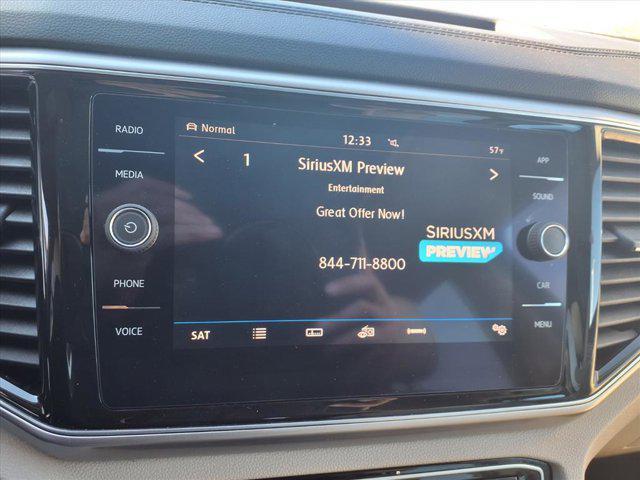 RADIO
MEDIA
PHONE
VOICE
Normal
12:33
57°F
1
SiriusXM Preview
Entertainment
Great Offer Now!
844-711-8800
SIRIUSXM
PREVIEW
SAT
APP
SOUND
CAR
MENU